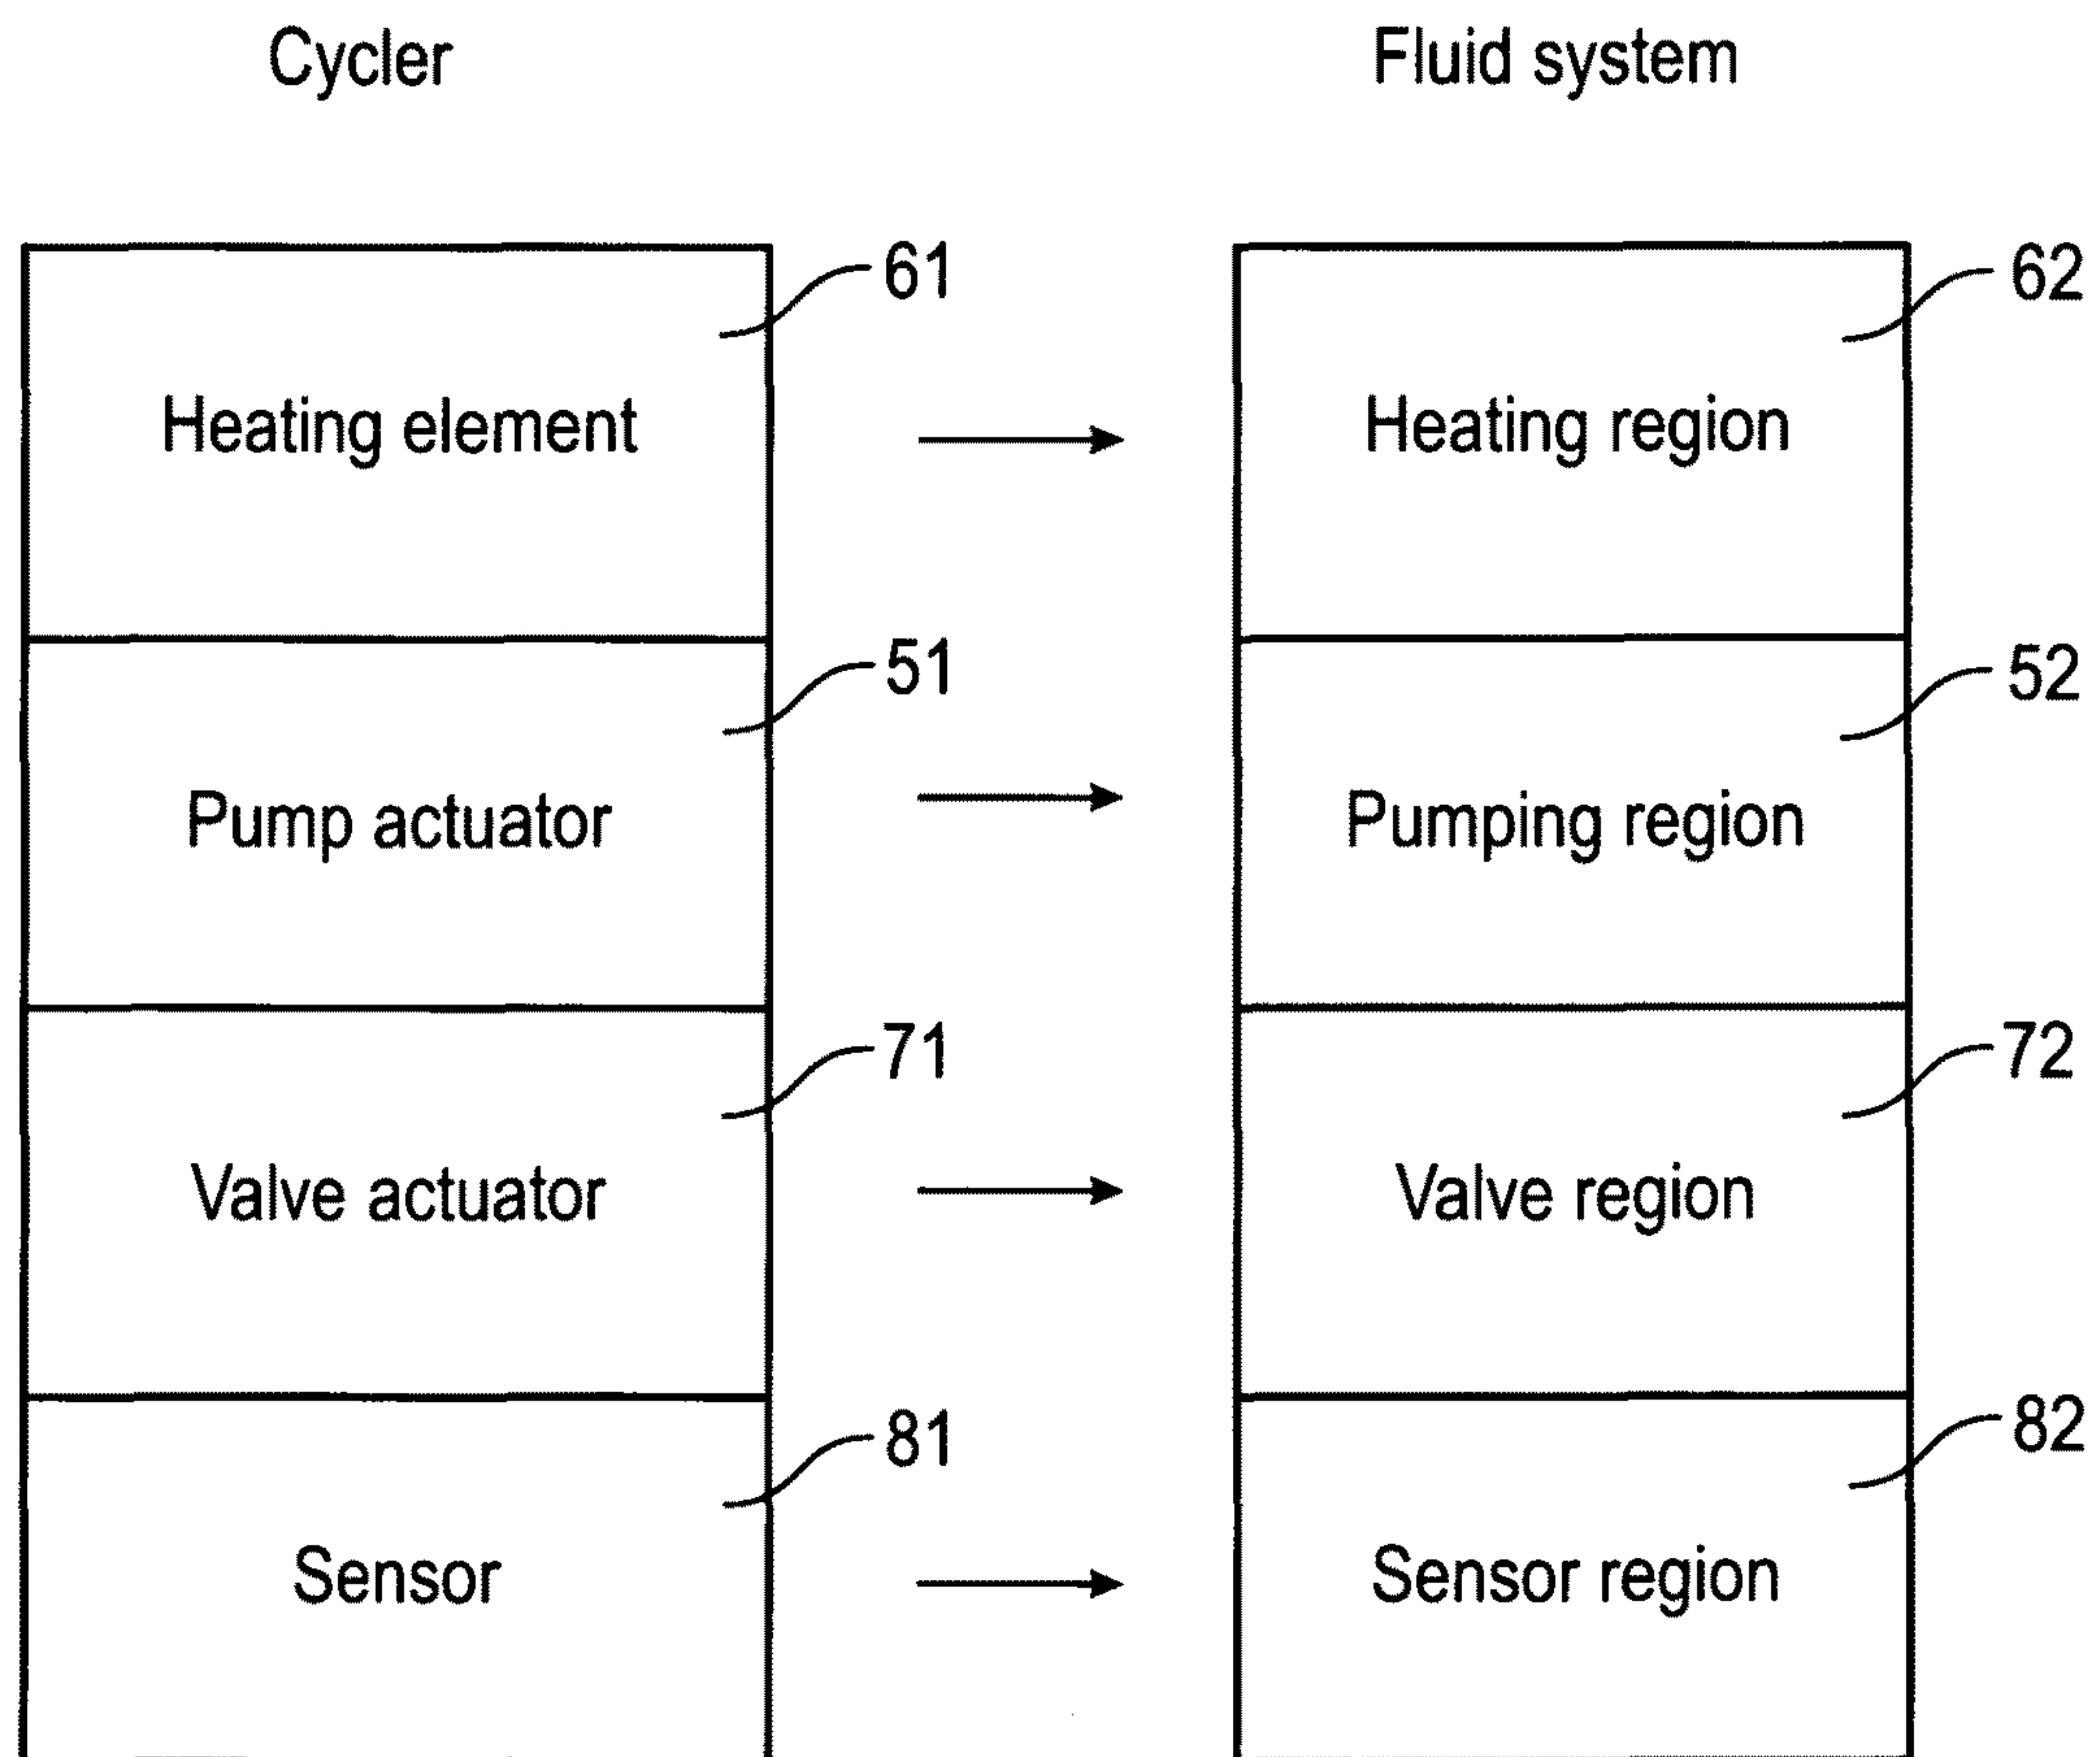 Cycler
Fluid system
61
62
Heating element
Heating region
51
52
Pump actuator
Pumping region
71
72
Valve actuator
Valve region
81
82
Sensor
Sensor region